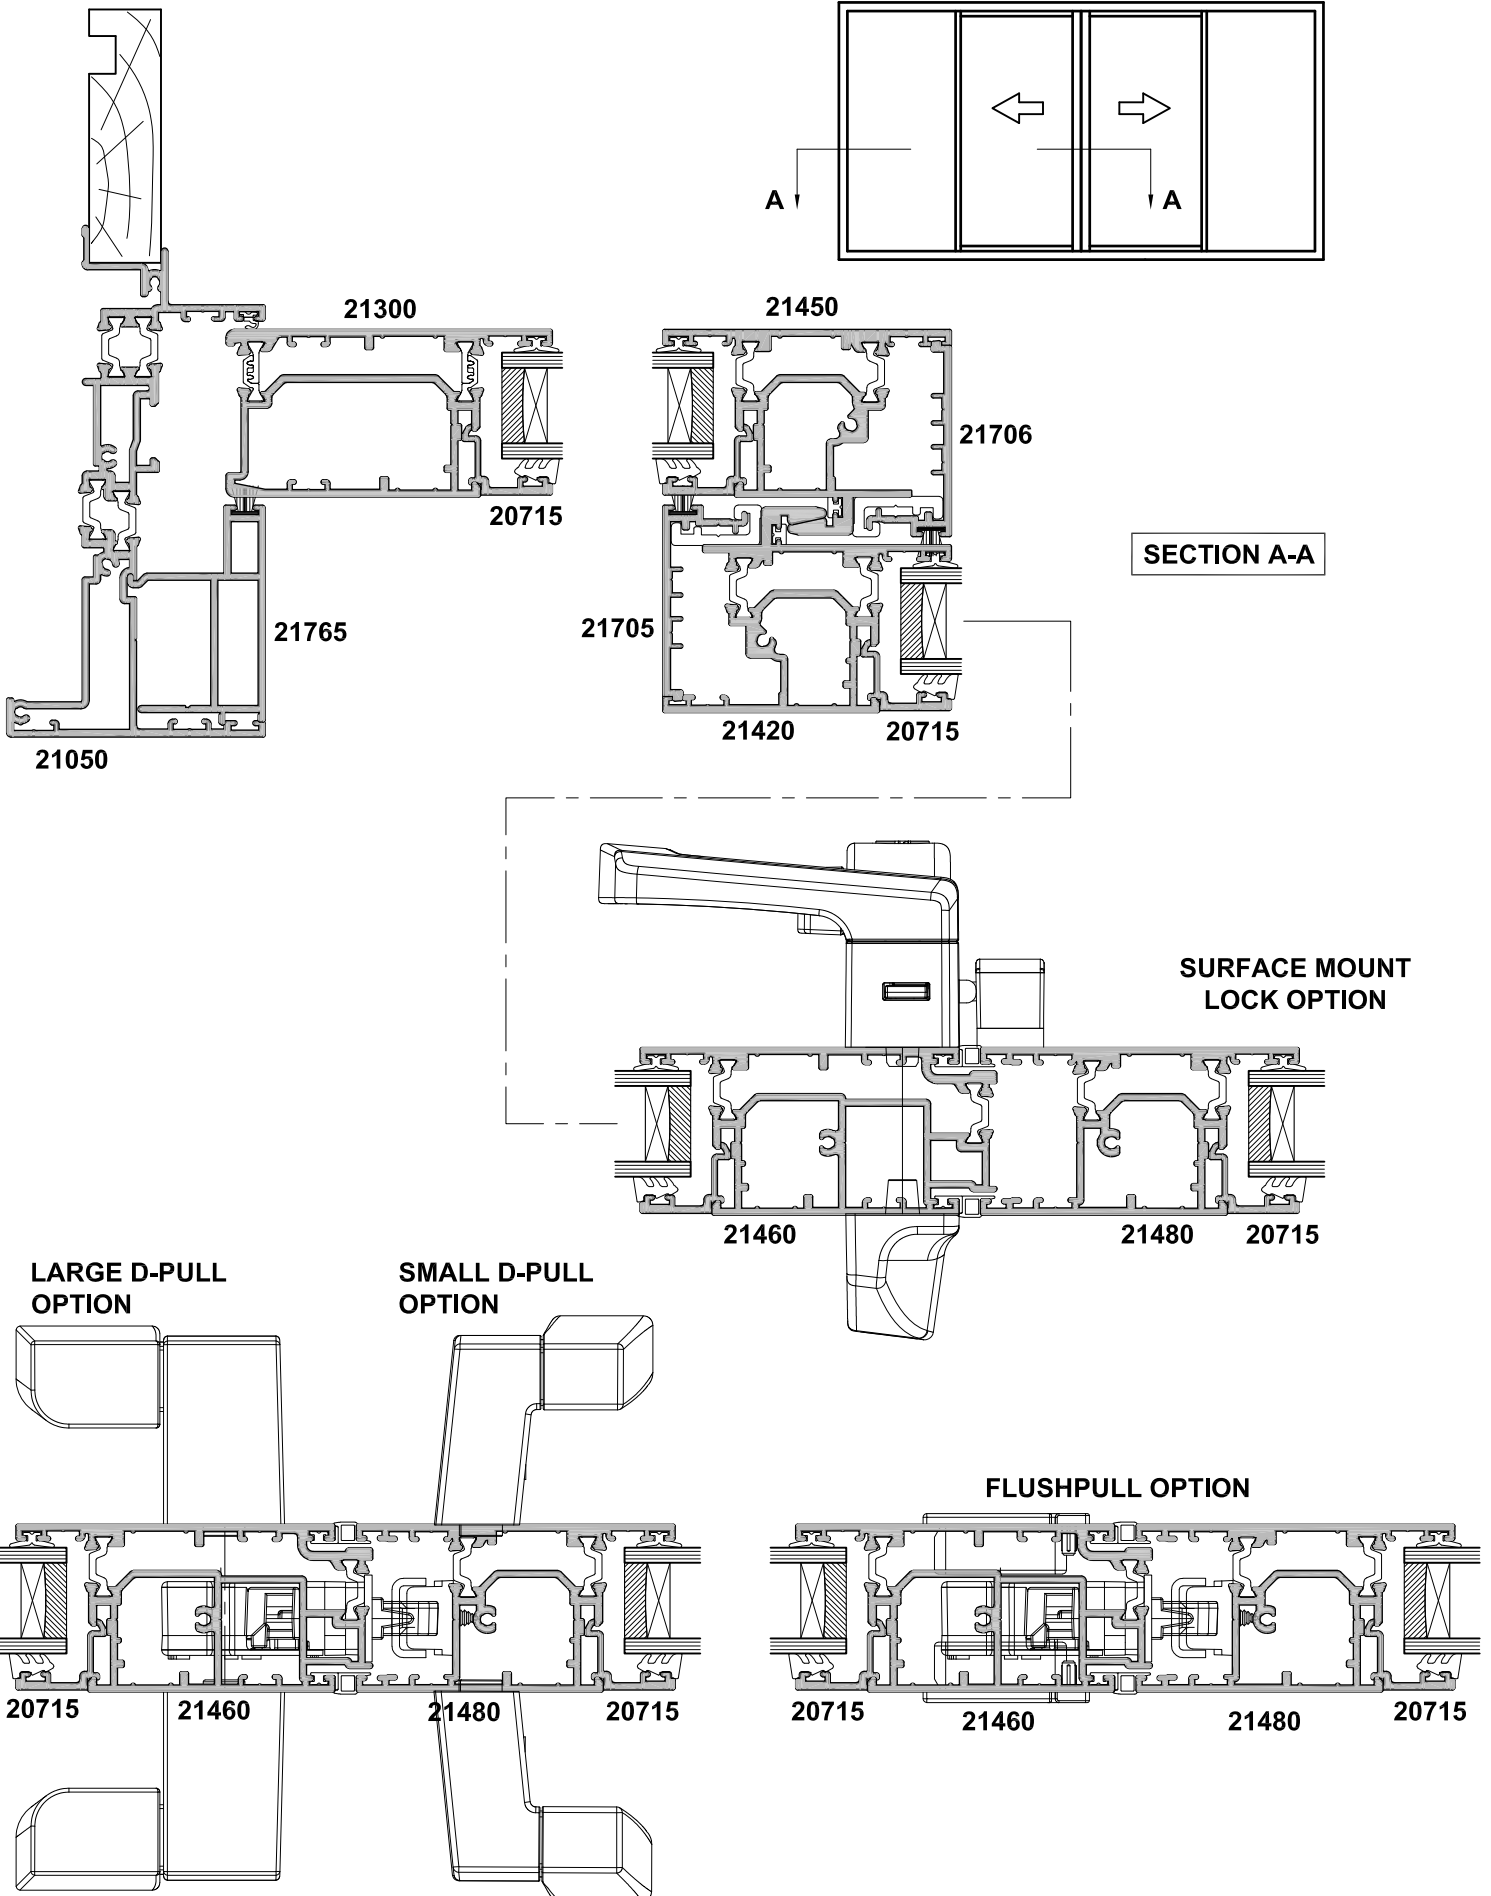 A
A
21300
21450
21706
20715
SECTION A-A
21765
21705
21050
21420
20715
SURFACE MOUNT
LOCK OPTION
21460
21480
20715
LARGE D-PULL
OPTION
SMALL D-PULL
OPTION
FLUSHPULL OPTION
20715
21460
21480
20715
20715
21460
21480
20715